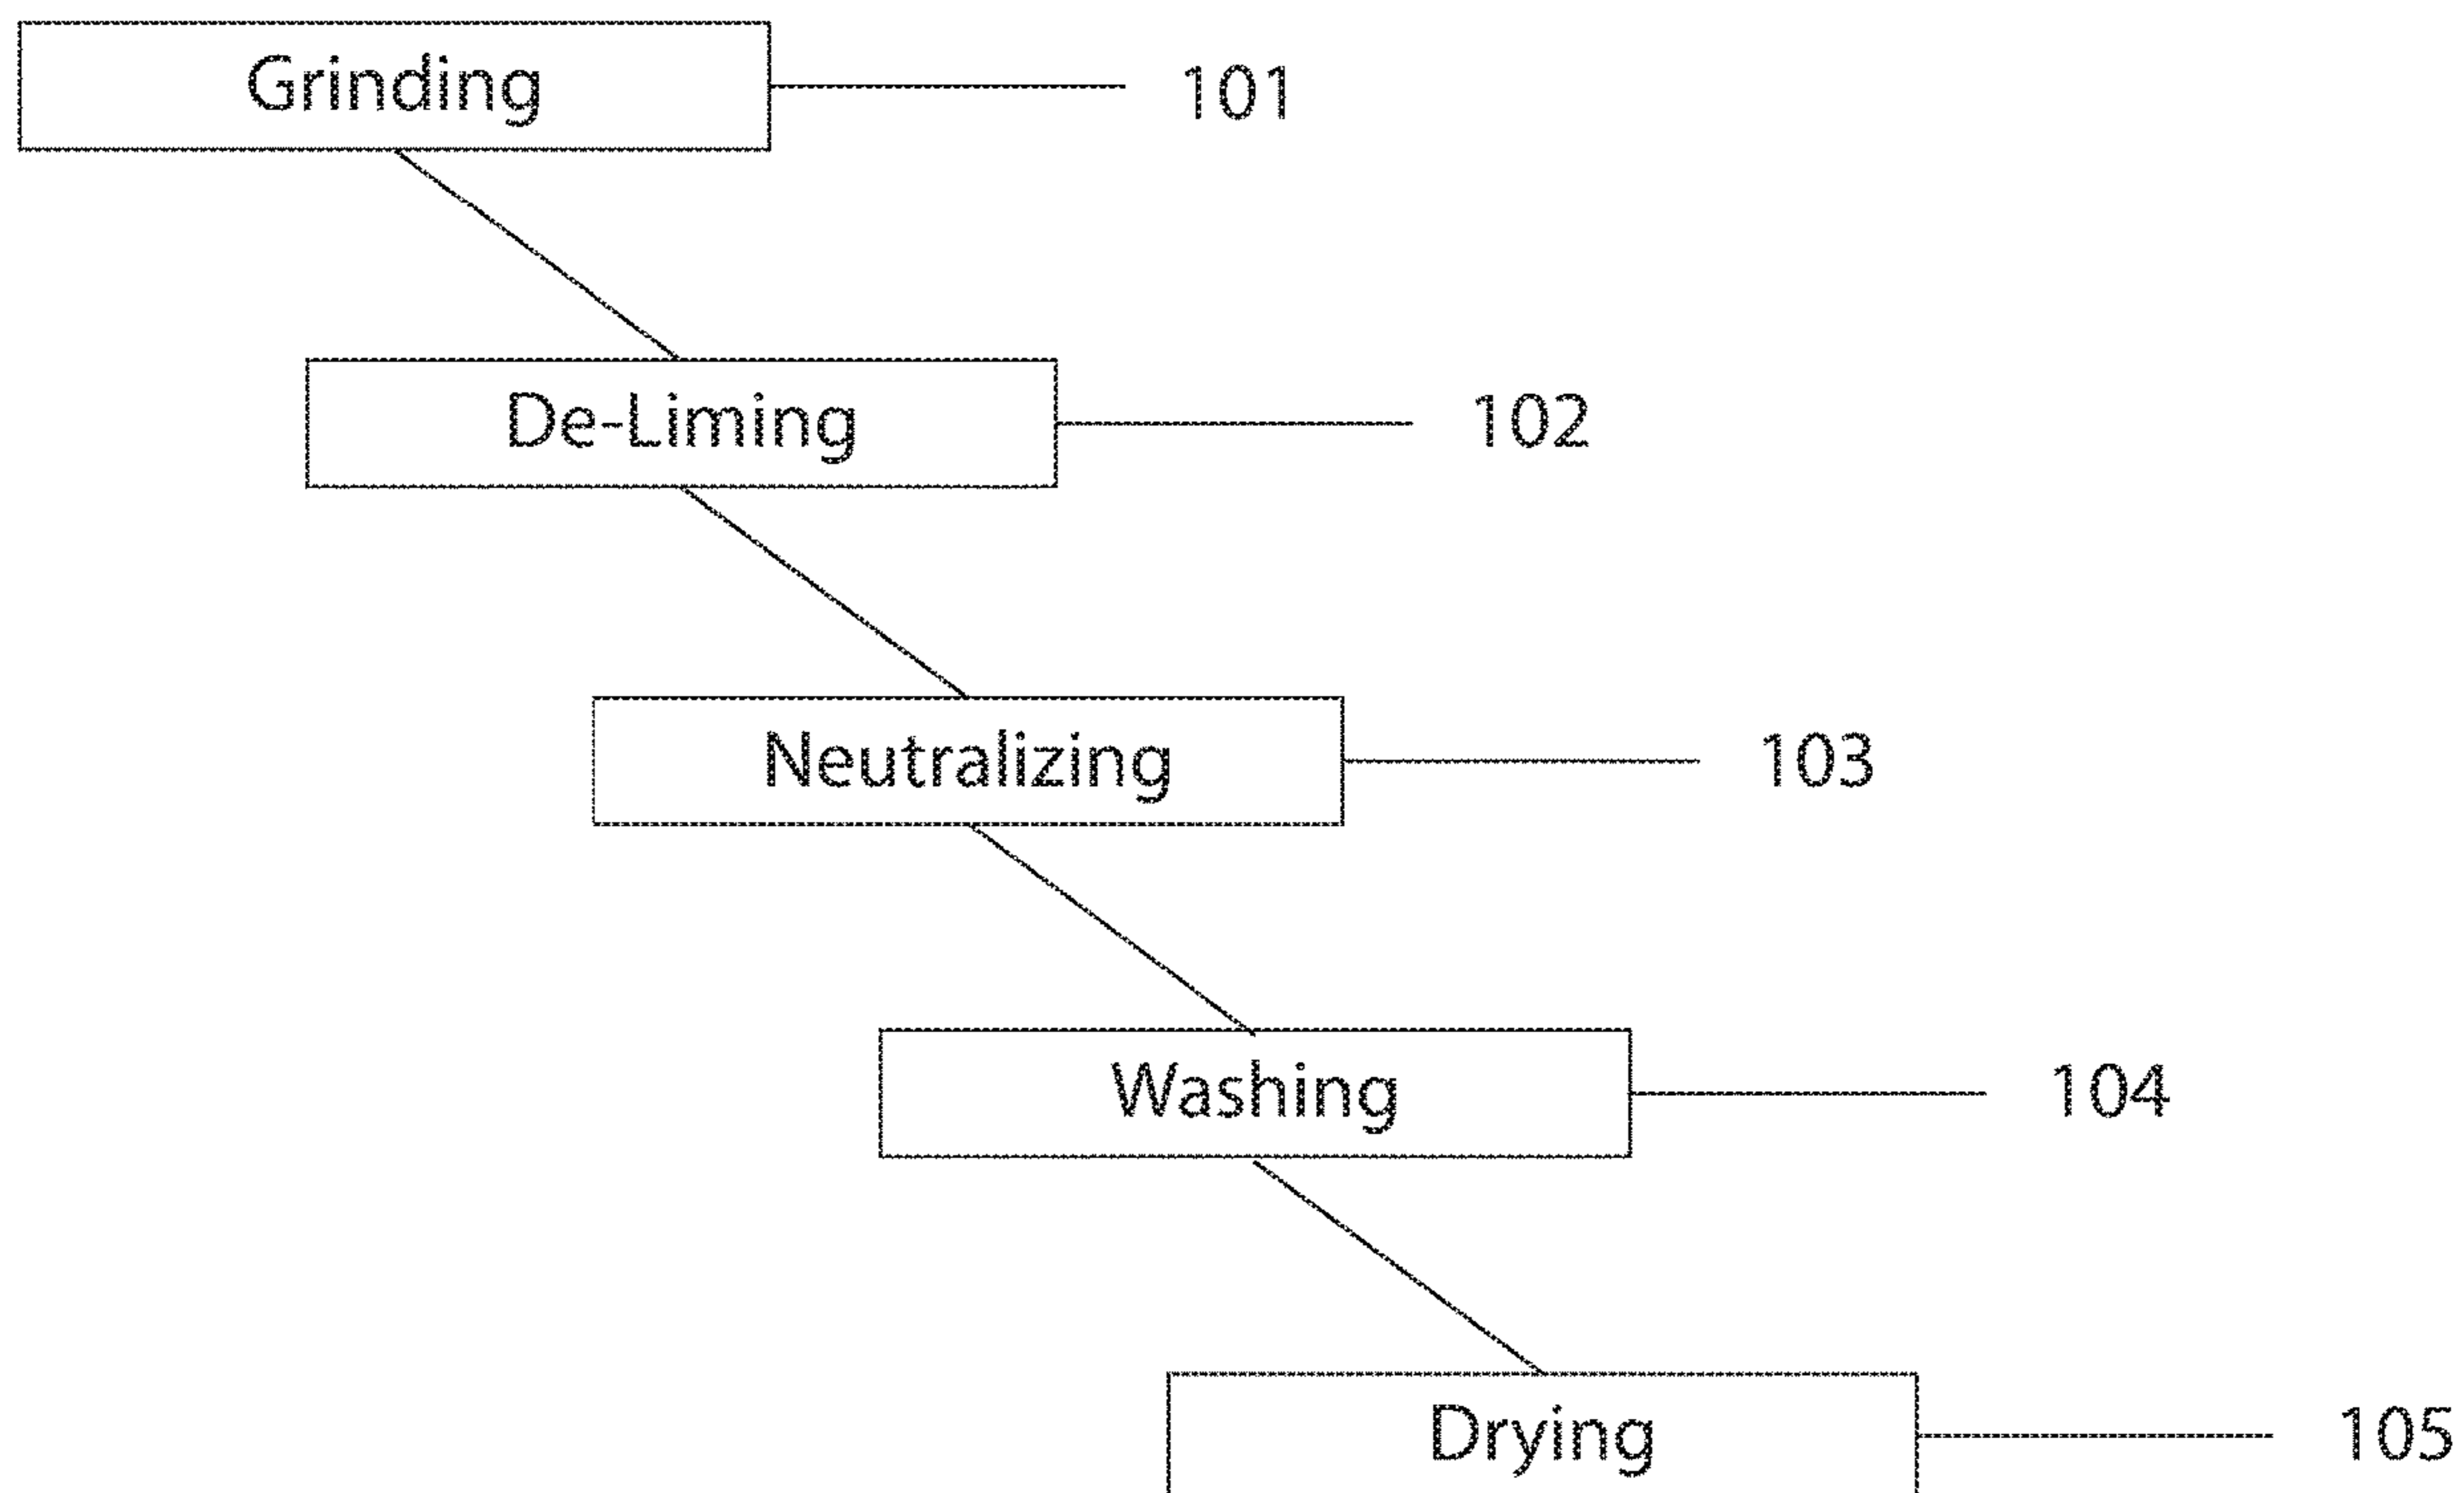 Grinding 101
De-Liming 102
Neutralizing 103
Washing 104
Drying 105